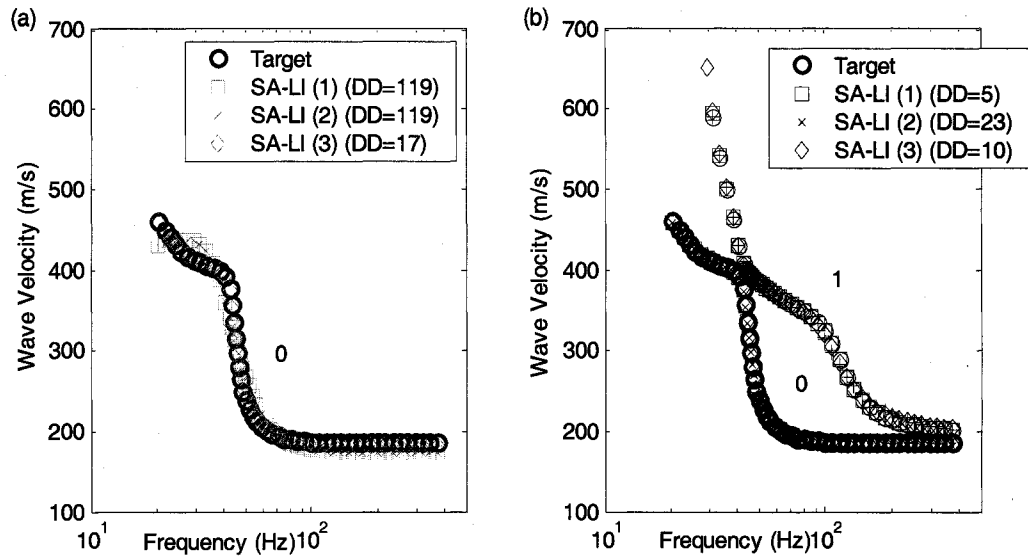 (a)
700
600
500
400
300
200
100
Wave Velocity (m/s)
10¹
Frequency (Hz)
10²
Target
SA-LI (1) (DD=119)
SA-LI (2) (DD=119)
SA-LI (3) (DD=17)
0
(b)
700
600
500
400
300
200
100
Wave Velocity (m/s)
10¹
Frequency (Hz)
10²
Target
SA-LI (1) (DD=5)
SA-LI (2) (DD=23)
SA-LI (3) (DD=10)
1
0